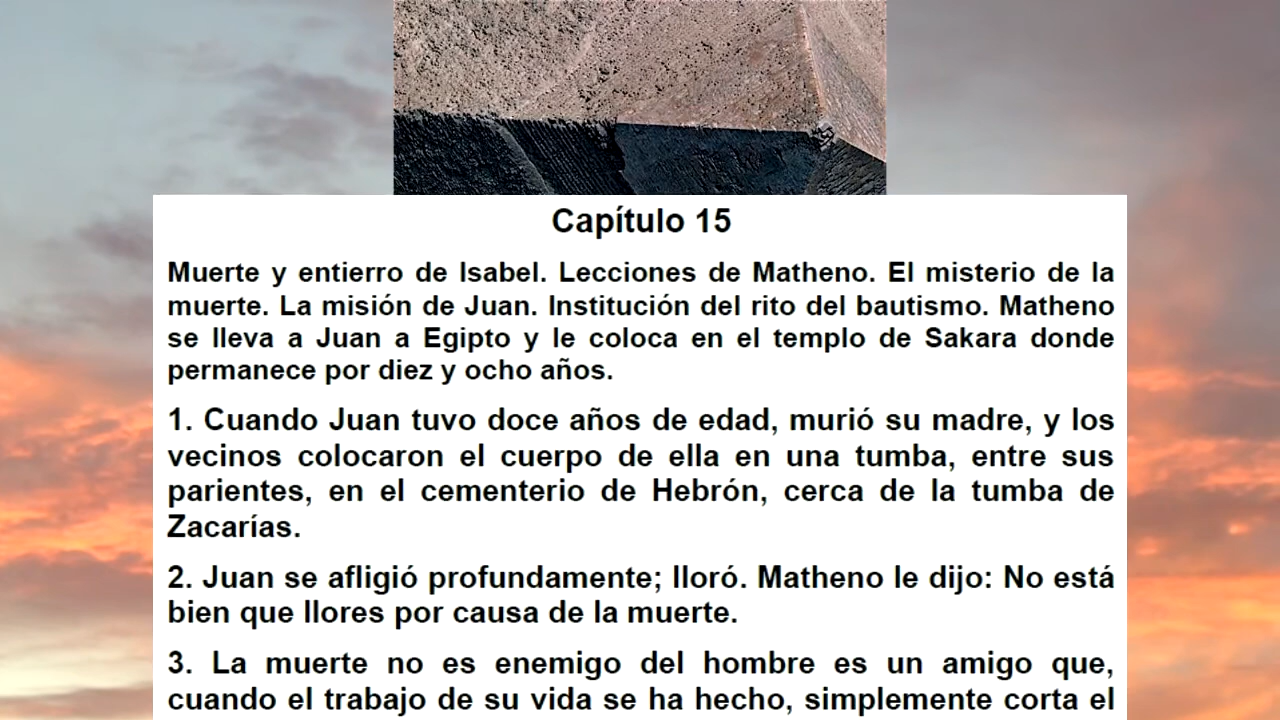 Capítulo 15
Muerte y entierro de Isabel. Lecciones de Matheno. El misterio de la
muerte. La misión de Juan. Institución del rito del bautismo. Matheno
se lleva a Juan a Egipto y le coloca en el templo de Sakara donde
permanece por diez y ocho años.
1. Cuando Juan tuvo doce años de edad, murió su madre, y los
vecinos colocaron el cuerpo de ella en una tumba, entre sus
parientes, en el cementerio de Hebrón, cerca de la tumba de
Zacarías.
2. Juan se afligió profundamente; lloró. Matheno le dijo: No está
bien que llores por causa de la muerte.
3. La muerte no es enemigo del hombre es un amigo que,
cuando el trabajo de su vida se ha hecho, simplemente corta el